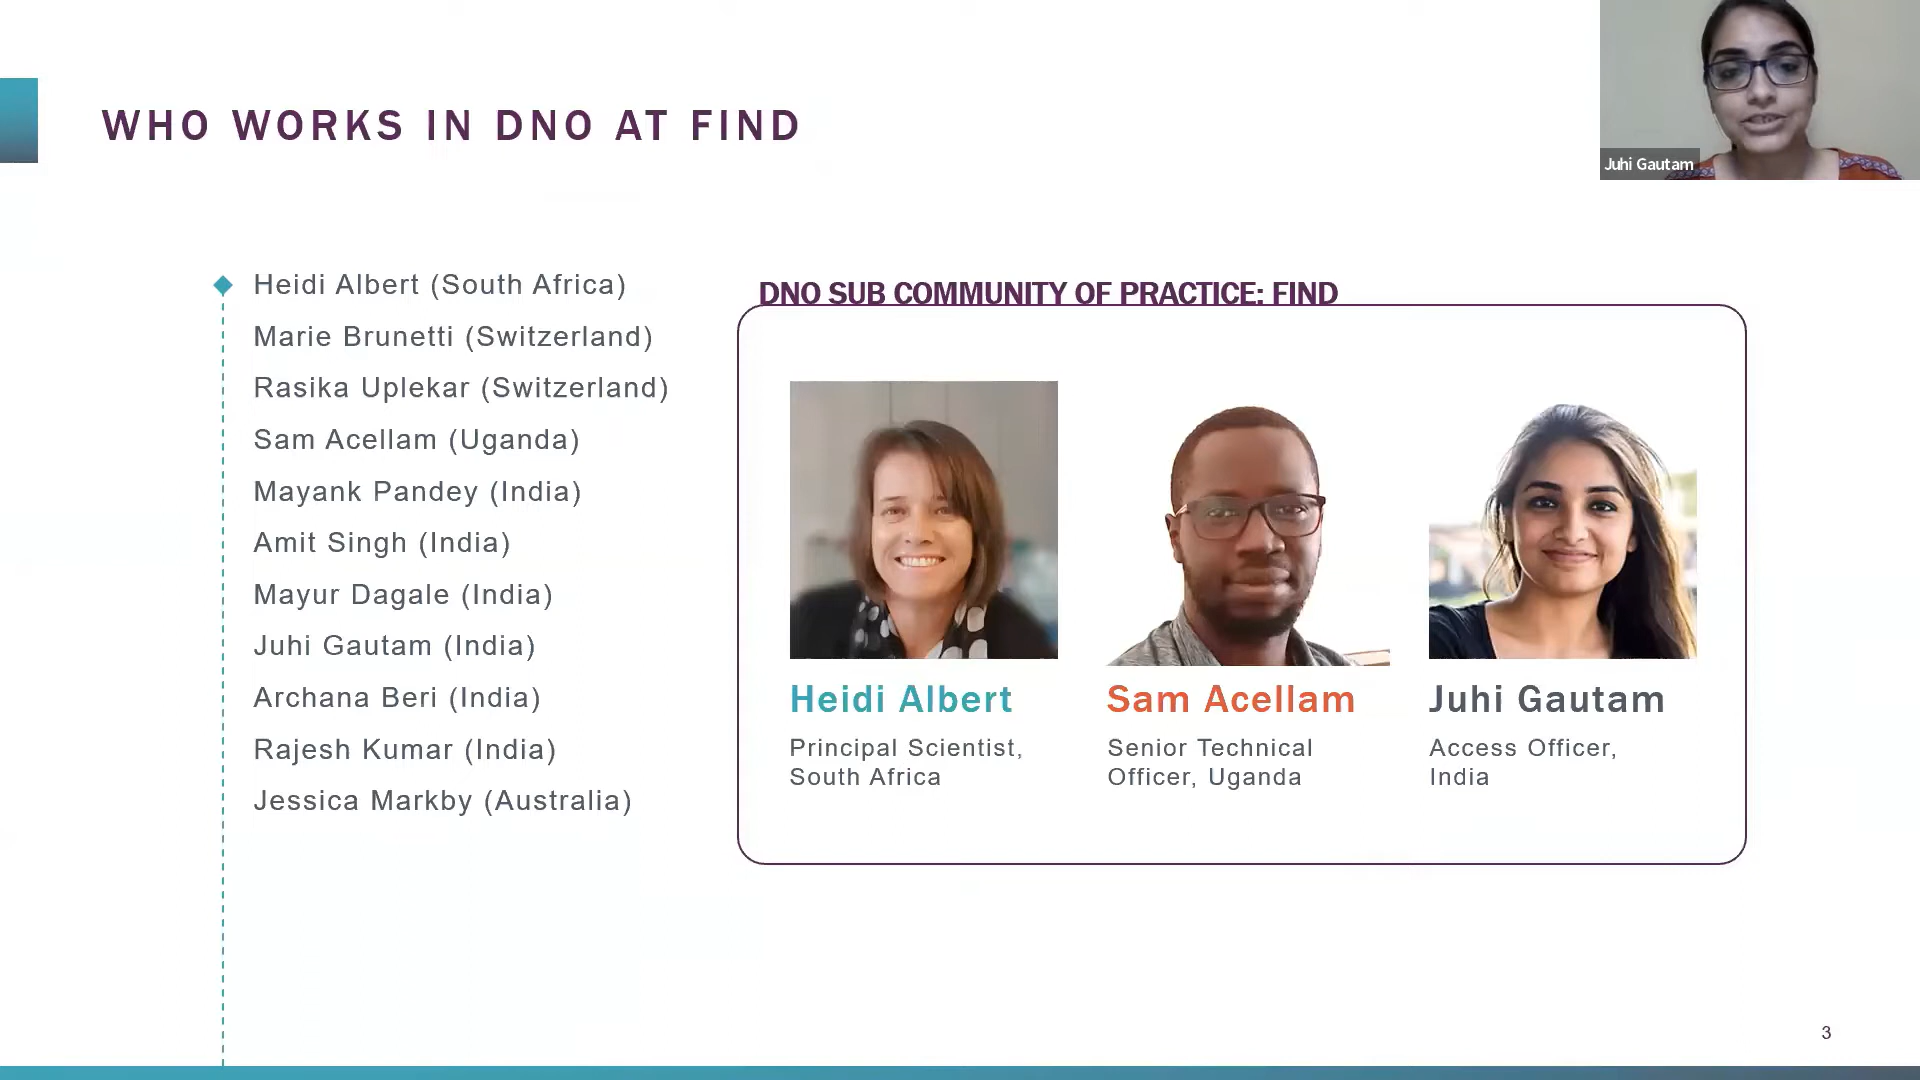 WHO WORKS IN DNO AT FIND
Juhi Gautam
Heidi Albert (South Africa)
Marie Brunetti (Switzerland)
Rasika Uplekar (Switzerland)
Sam Acellam (Uganda)
Mayank Pandey (India)
Amit Singh (India)
Mayur Dagale (India)
Juhi Gautam (India)
Archana Beri (India)
Rajesh Kumar (India)
Jessica Markby (Australia)
DNO SUB COMMUNITY OF PRACTICE: FIND
Heidi Albert
Principal Scientist,
South Africa
Sam Acellam
Senior Technical
Officer, Uganda
Juhi Gautam
Access Officer,
India
3